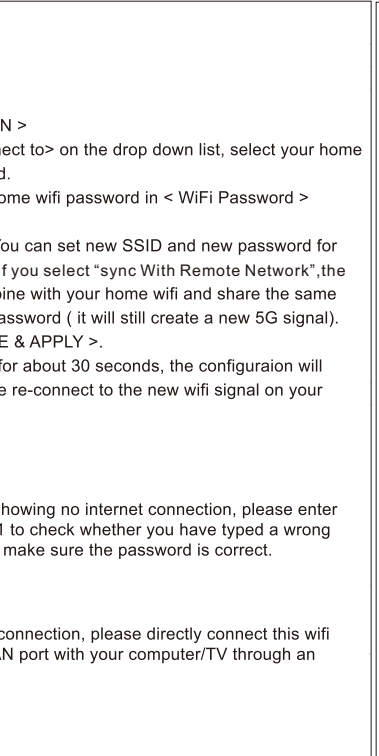 N >
ect to> on the drop down list, select your home
d.
ome wifi password in < WiFi Password >
You can set new SSID and new password for
f you select “sync With Remote Network”,the
ine with your home wifi and share the same
assword ( it will still create a new 5G signal).
E & APPLY >.
for about 30 seconds, the configuraion will
e re-connect to the new wifi signal on your
howing no internet connection, please enter
1 to check whether you have typed a wrong
make sure the password is correct.
connection, please directly connect this wifi
AN port with your computer/TV through an